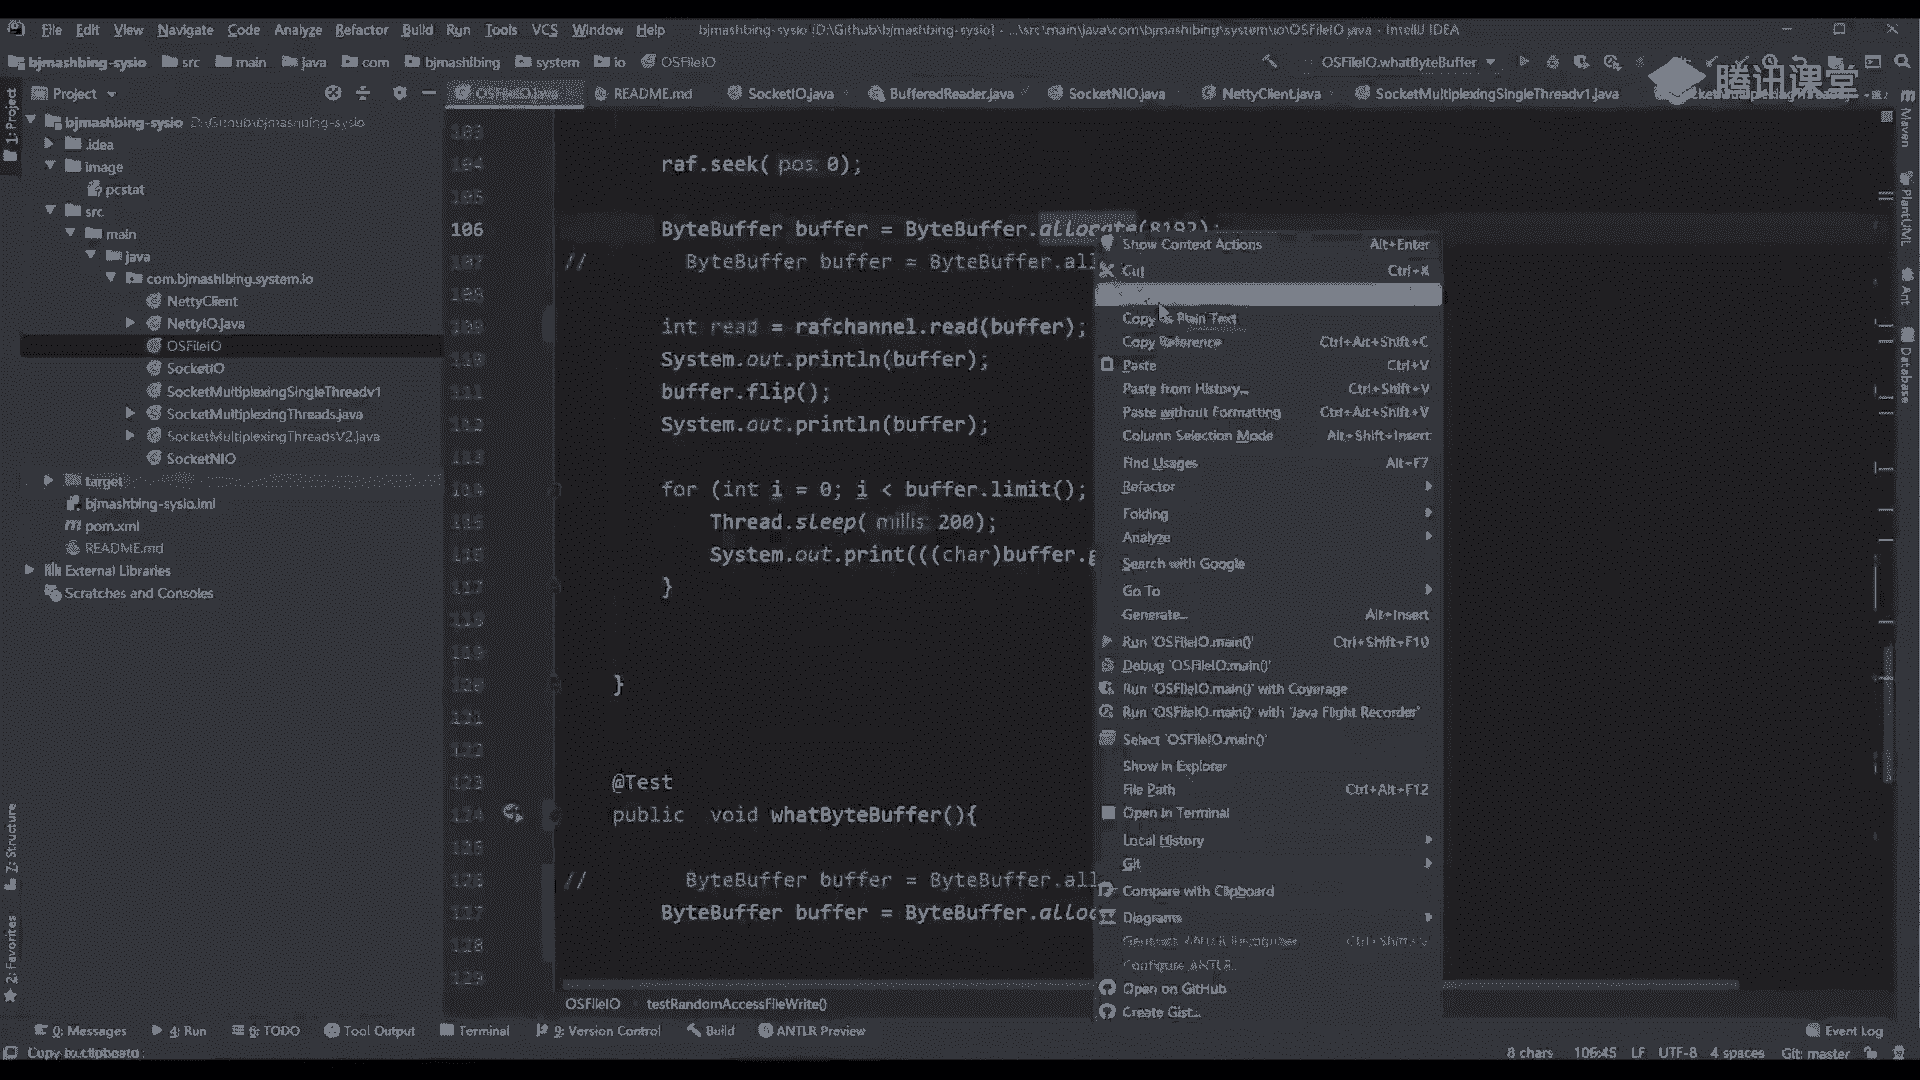 File Edit View Navigate Code Analyze Refactor Build Run Tools VCS Window Help bjmashbing-sysio [D:\Github\bjmashbing-sysio] - ...\src\main\java\com\bjmashibing\system\io\OSFileIO.java - IntelliJ IDEA
bjmashbing-sysio src main java com bjmashibing system io OSFileIO OSFileIO.whatByteBuffer
腾讯课堂
Project
OSFileIO.java README.md SocketIO.java BufferedReader.java SocketNIO.java NettyClient.java SocketMultiplexingSingleThreadv1.java
1: Project
bjmashbing-sysio D:\Github\bjmashbing-sysio
.idea
image
pcstat
src
main
java
com.bjmashibing.system.io
NettyClient
NettyIO.java
OSFileIO
SocketIO
SocketMultiplexingSingleThreadv1
SocketMultiplexingThreads.java
SocketMultiplexingThreadsV2.java
SocketNIO
target
bjmashbing-sysio.iml
pom.xml
README.md
External Libraries
Scratches and Consoles
Z: Structure
2: Favorites
Maven
PlantUML
Ant
Database
103
104 raf.seek( pos: 0);
105
106 ByteBuffer buffer = ByteBuffer.allocate(8192);
107 // ByteBuffer buffer = ByteBuffer.all
108
109 int read = rafchannel.read(buffer);
110 System.out.println(buffer);
111 buffer.flip();
112 System.out.println(buffer);
113
114 for (int i = 0; i < buffer.limit();
115 Thread.sleep( millis: 200);
116 System.out.print(((char)buffer.g
117 }
118
119
120 }
121
122
123 @Test
124 public void whatByteBuffer(){
125
126 // ByteBuffer buffer = ByteBuffer.all
127 ByteBuffer buffer = ByteBuffer.alloc
128
129
Show Context Actions Alt+Enter
Cut Ctrl+X
Copy as Plain Text
Copy Reference Ctrl+Alt+Shift+C
Paste Ctrl+V
Paste from History... Ctrl+Shift+V
Paste without Formatting Ctrl+Alt+Shift+V
Column Selection Mode Alt+Shift+Insert
Find Usages Alt+F7
Refactor
Folding
Analyze
Search with Google
Go To
Generate... Alt+Insert
Run 'OSFileIO.main()' Ctrl+Shift+F10
Debug 'OSFileIO.main()'
Run 'OSFileIO.main()' with Coverage
Run 'OSFileIO.main()' with 'Java Flight Recorder'
Select 'OSFileIO.main()'
Show in Explorer
File Path Ctrl+Alt+F12
Open in Terminal
Local History
Git
Compare with Clipboard
Diagrams
Configure ANTLR...
Open on GitHub
Create Gist...
OSFileIO testRandomAccessFileWrite()
0: Messages 4: Run 6: TODO Tool Output Terminal 9: Version Control Build ANTLR Preview Event Log
Copy to clipboard 8 chars 106:45 LF UTF-8 4 spaces Git: master